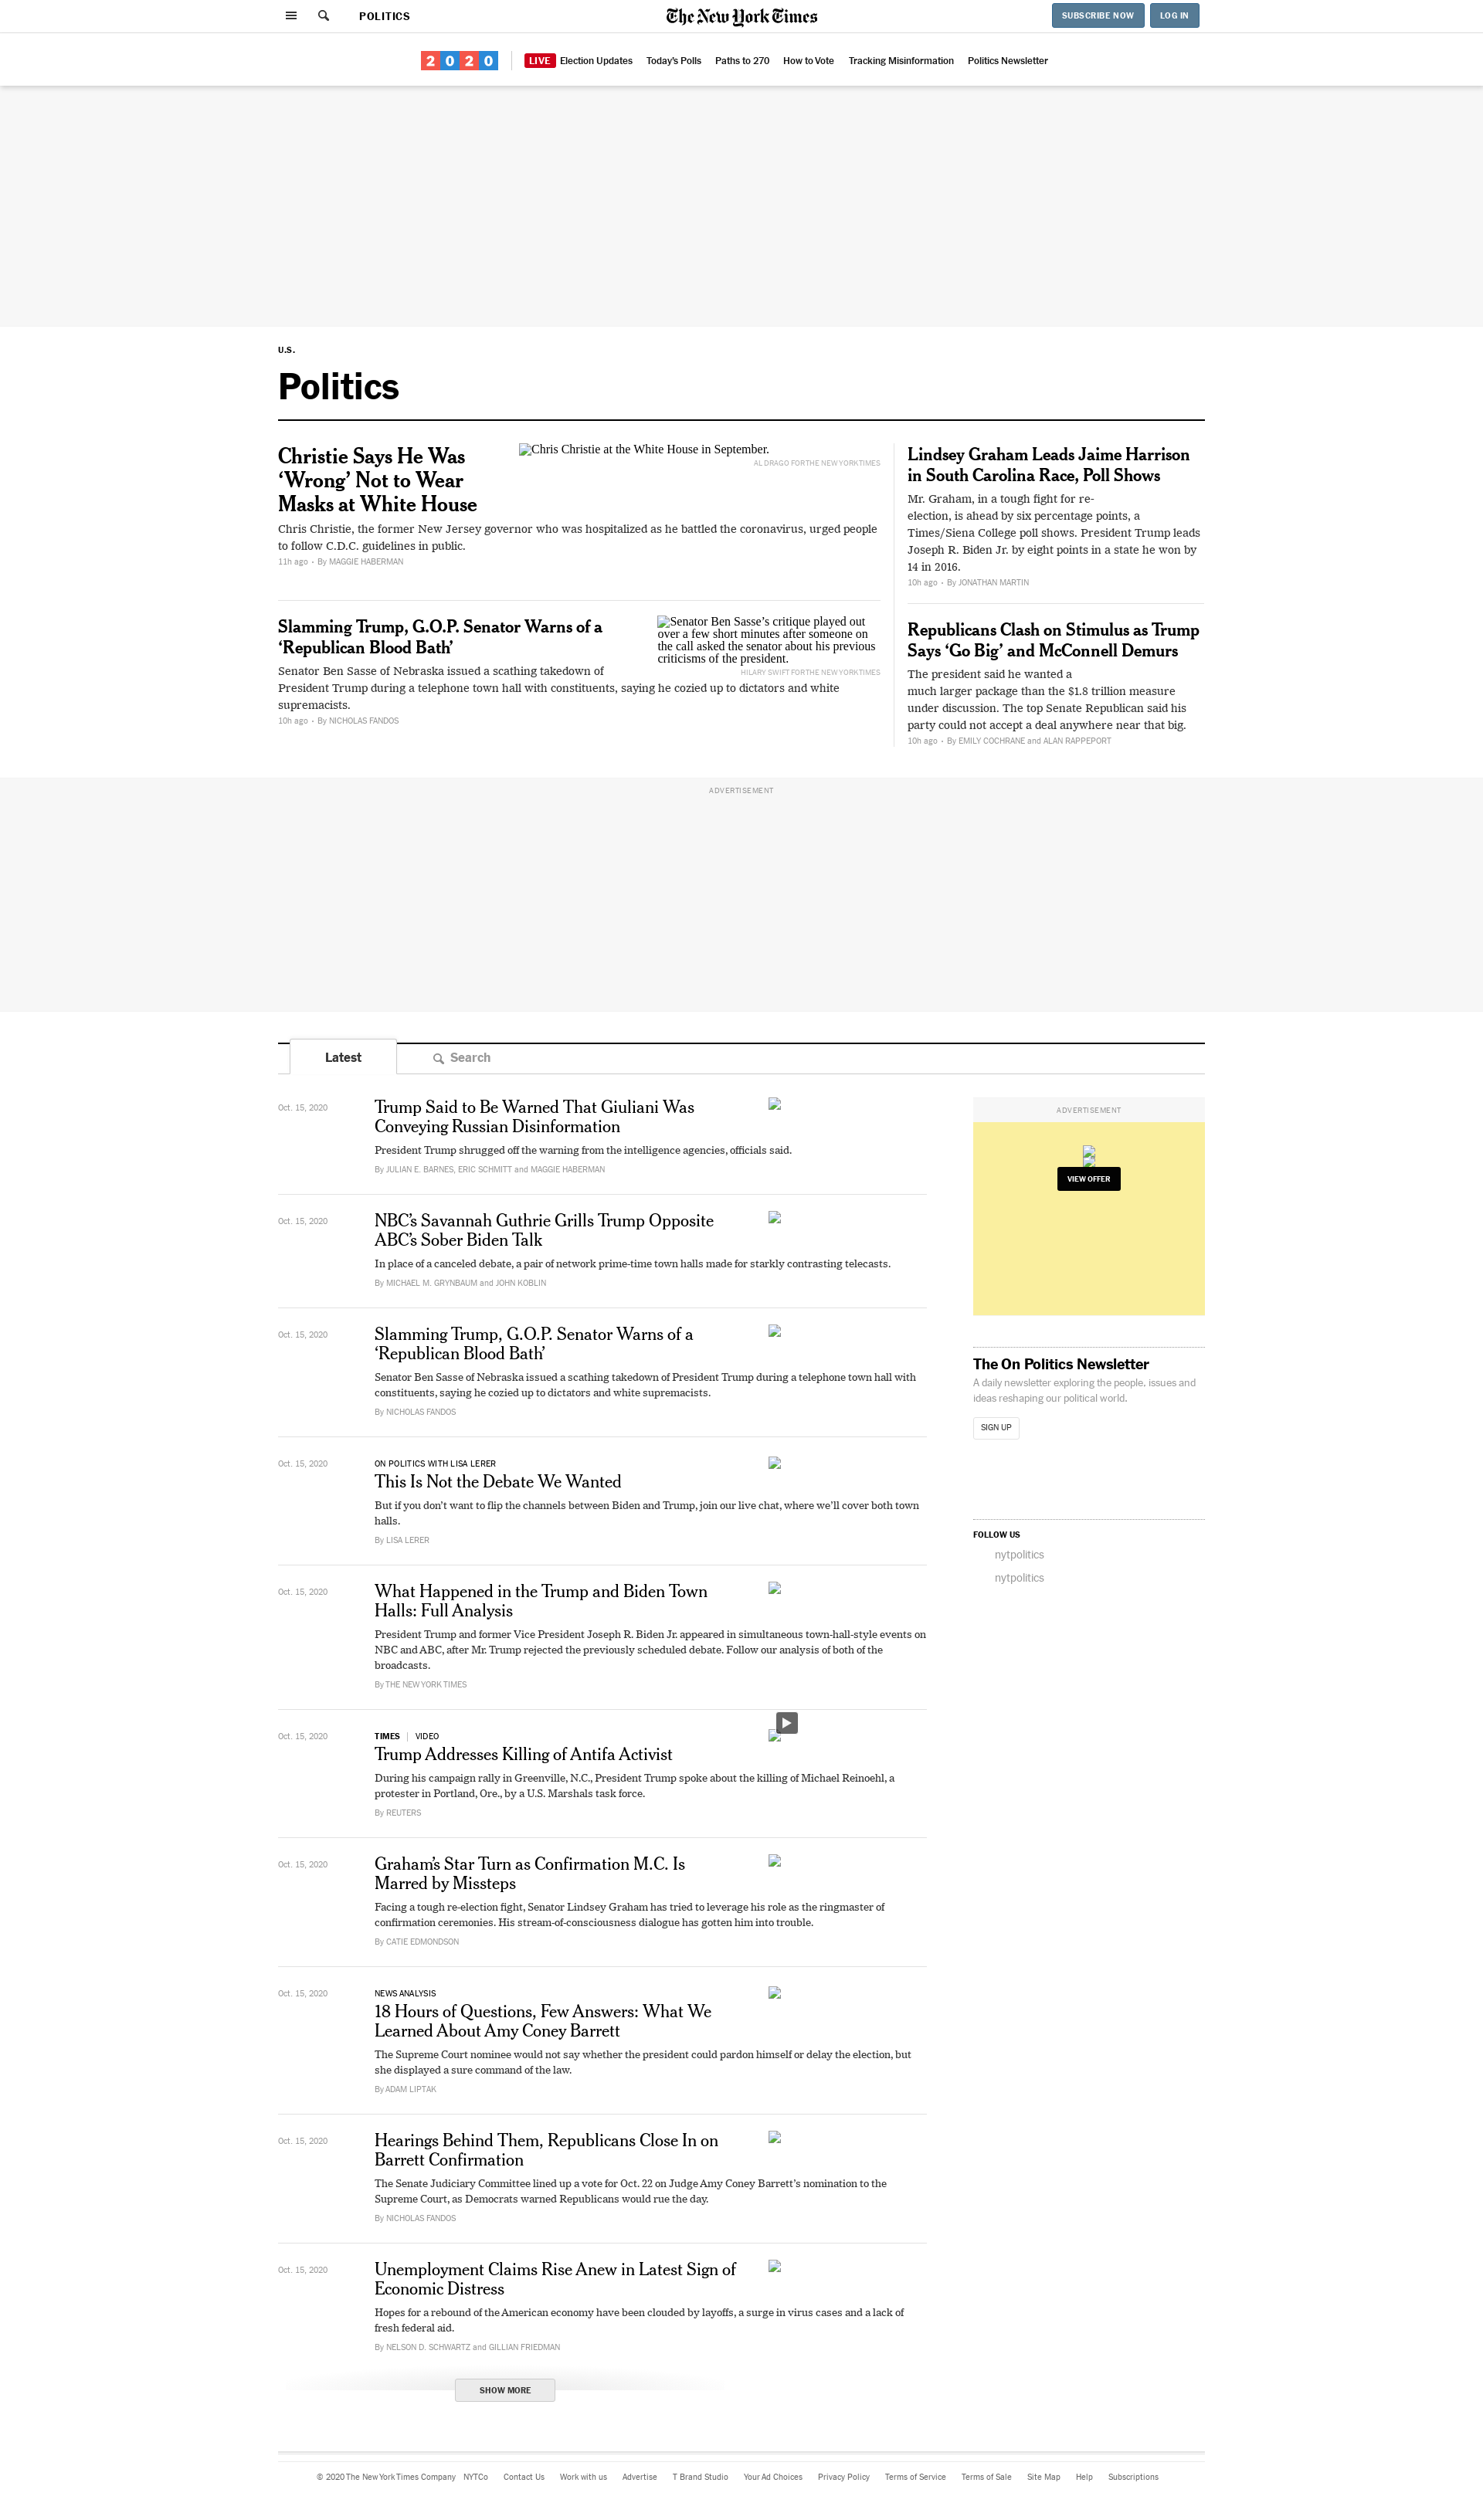 POLITICS
The New York Times
SUBSCRIBE NOW
LOG IN
2020
LIVE Election Updates
Today's Polls
Paths to 270
How to Vote
Tracking Misinformation
Politics Newsletter
U.S.
Politics
Christie Says He Was
‘Wrong’ Not to Wear
Masks at White House
Chris Christie at the White House in September.
AL DRAGO FOR THE NEW YORK TIMES
Chris Christie, the former New Jersey governor who was hospitalized as he battled the coronavirus, urged people
to follow C.D.C. guidelines in public.
11h ago • By MAGGIE HABERMAN
Slamming Trump, G.O.P. Senator Warns of a
‘Republican Blood Bath’
Senator Ben Sasse’s critique played out
over a few short minutes after someone on
the call asked the senator about his previous
criticisms of the president.
HILARY SWIFT FOR THE NEW YORK TIMES
Senator Ben Sasse of Nebraska issued a scathing takedown of
President Trump during a telephone town hall with constituents, saying he cozied up to dictators and white
supremacists.
10h ago • By NICHOLAS FANDOS
Lindsey Graham Leads Jaime Harrison
in South Carolina Race, Poll Shows
Mr. Graham, in a tough fight for re-
election, is ahead by six percentage points, a
Times/Siena College poll shows. President Trump leads
Joseph R. Biden Jr. by eight points in a state he won by
14 in 2016.
10h ago • By JONATHAN MARTIN
Republicans Clash on Stimulus as Trump
Says ‘Go Big’ and McConnell Demurs
The president said he wanted a
much larger package than the $1.8 trillion measure
under discussion. The top Senate Republican said his
party could not accept a deal anywhere near that big.
10h ago • By EMILY COCHRANE and ALAN RAPPEPORT
ADVERTISEMENT
Latest
Search
Oct. 15, 2020
Trump Said to Be Warned That Giuliani Was
Conveying Russian Disinformation
President Trump shrugged off the warning from the intelligence agencies, officials said.
By JULIAN E. BARNES, ERIC SCHMITT and MAGGIE HABERMAN
Oct. 15, 2020
NBC’s Savannah Guthrie Grills Trump Opposite
ABC’s Sober Biden Talk
In place of a canceled debate, a pair of network prime-time town halls made for starkly contrasting telecasts.
By MICHAEL M. GRYNBAUM and JOHN KOBLIN
Oct. 15, 2020
Slamming Trump, G.O.P. Senator Warns of a
‘Republican Blood Bath’
Senator Ben Sasse of Nebraska issued a scathing takedown of President Trump during a telephone town hall with
constituents, saying he cozied up to dictators and white supremacists.
By NICHOLAS FANDOS
Oct. 15, 2020
ON POLITICS WITH LISA LERER
This Is Not the Debate We Wanted
But if you don’t want to flip the channels between Biden and Trump, join our live chat, where we’ll cover both town
halls.
By LISA LERER
Oct. 15, 2020
What Happened in the Trump and Biden Town
Halls: Full Analysis
President Trump and former Vice President Joseph R. Biden Jr. appeared in simultaneous town-hall-style events on
NBC and ABC, after Mr. Trump rejected the previously scheduled debate. Follow our analysis of both of the
broadcasts.
By THE NEW YORK TIMES
Oct. 15, 2020
TIMES | VIDEO
Trump Addresses Killing of Antifa Activist
During his campaign rally in Greenville, N.C., President Trump spoke about the killing of Michael Reinoehl, a
protester in Portland, Ore., by a U.S. Marshals task force.
By REUTERS
Oct. 15, 2020
Graham’s Star Turn as Confirmation M.C. Is
Marred by Missteps
Facing a tough re-election fight, Senator Lindsey Graham has tried to leverage his role as the ringmaster of
confirmation ceremonies. His stream-of-consciousness dialogue has gotten him into trouble.
By CATIE EDMONDSON
Oct. 15, 2020
NEWS ANALYSIS
18 Hours of Questions, Few Answers: What We
Learned About Amy Coney Barrett
The Supreme Court nominee would not say whether the president could pardon himself or delay the election, but
she displayed a sure command of the law.
By ADAM LIPTAK
Oct. 15, 2020
Hearings Behind Them, Republicans Close In on
Barrett Confirmation
The Senate Judiciary Committee lined up a vote for Oct. 22 on Judge Amy Coney Barrett’s nomination to the
Supreme Court, as Democrats warned Republicans would rue the day.
By NICHOLAS FANDOS
Oct. 15, 2020
Unemployment Claims Rise Anew in Latest Sign of
Economic Distress
Hopes for a rebound of the American economy have been clouded by layoffs, a surge in virus cases and a lack of
fresh federal aid.
By NELSON D. SCHWARTZ and GILLIAN FRIEDMAN
SHOW MORE
ADVERTISEMENT
VIEW OFFER
The On Politics Newsletter
A daily newsletter exploring the people, issues and
ideas reshaping our political world.
SIGN UP
FOLLOW US
nytpolitics
nytpolitics
© 2020 The New York Times Company
NYTCo
Contact Us
Work with us
Advertise
T Brand Studio
Your Ad Choices
Privacy Policy
Terms of Service
Terms of Sale
Site Map
Help
Subscriptions